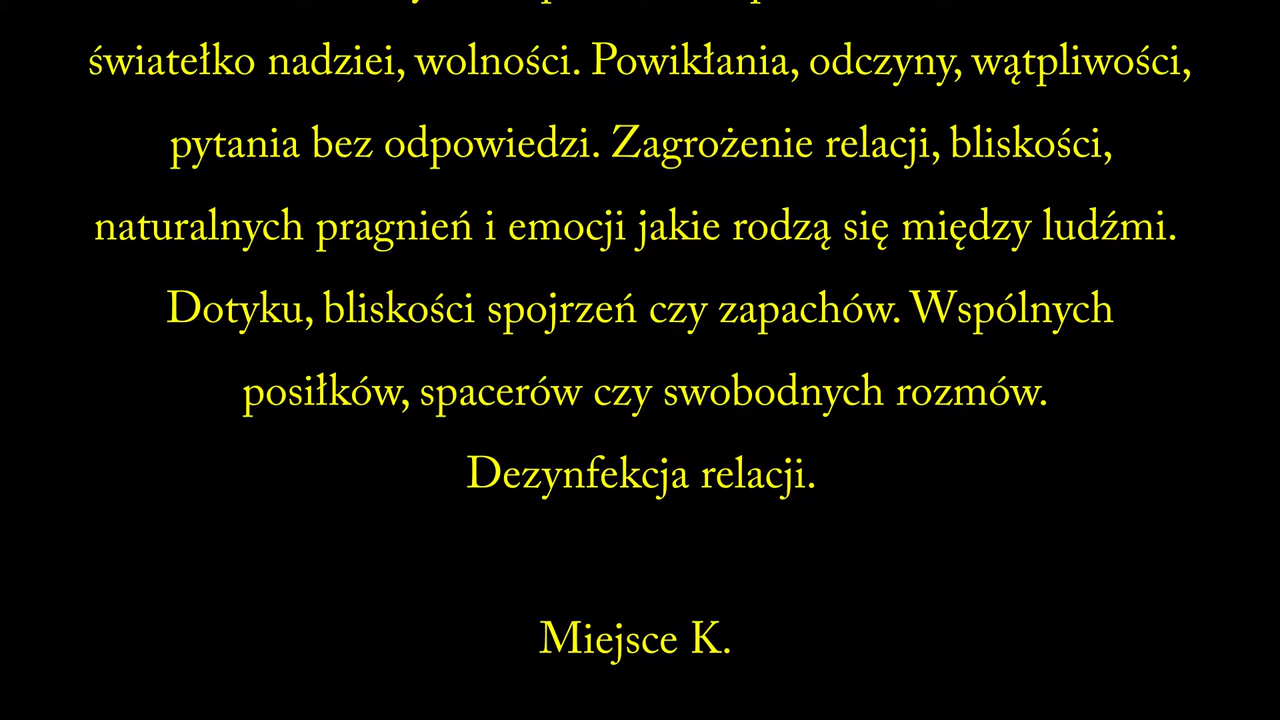 światełko nadziei, wolności. Powikłania, odczyny, wątpliwości,
pytania bez odpowiedzi. Zagrożenie relacji, bliskości,
naturalnych pragnień i emocji jakie rodzą się między ludźmi.
Dotyku, bliskości spojrzeń czy zapachów. Wspólnych
posiłków, spacerów czy swobodnych rozmów.
Dezynfekcja relacji.
Miejsce K.